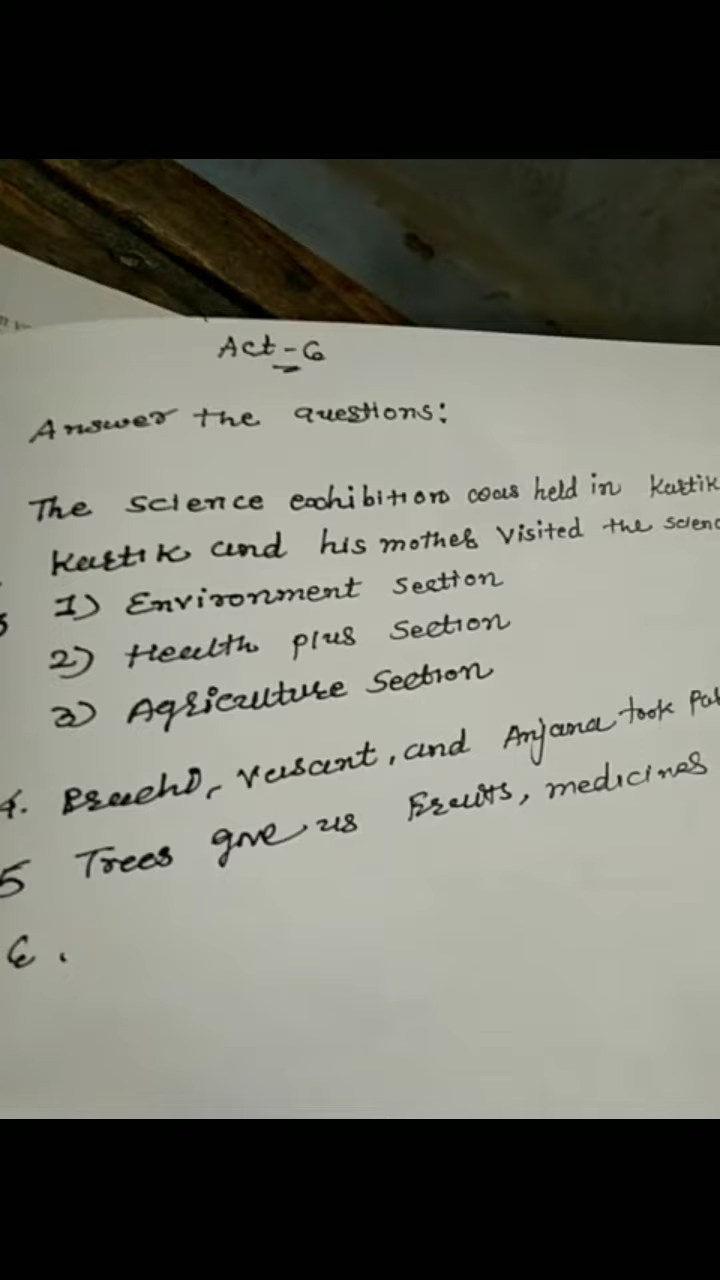 Act-6
Answer the questions:
The science exhibition was held in Kartik
Kartik and his mother visited the scienc
1) Environment section
2) Health plus section
3) Agriculture section
4. Prachi, vasant, and Anjana took pa
5 Trees give us Fruits, medicines
6.